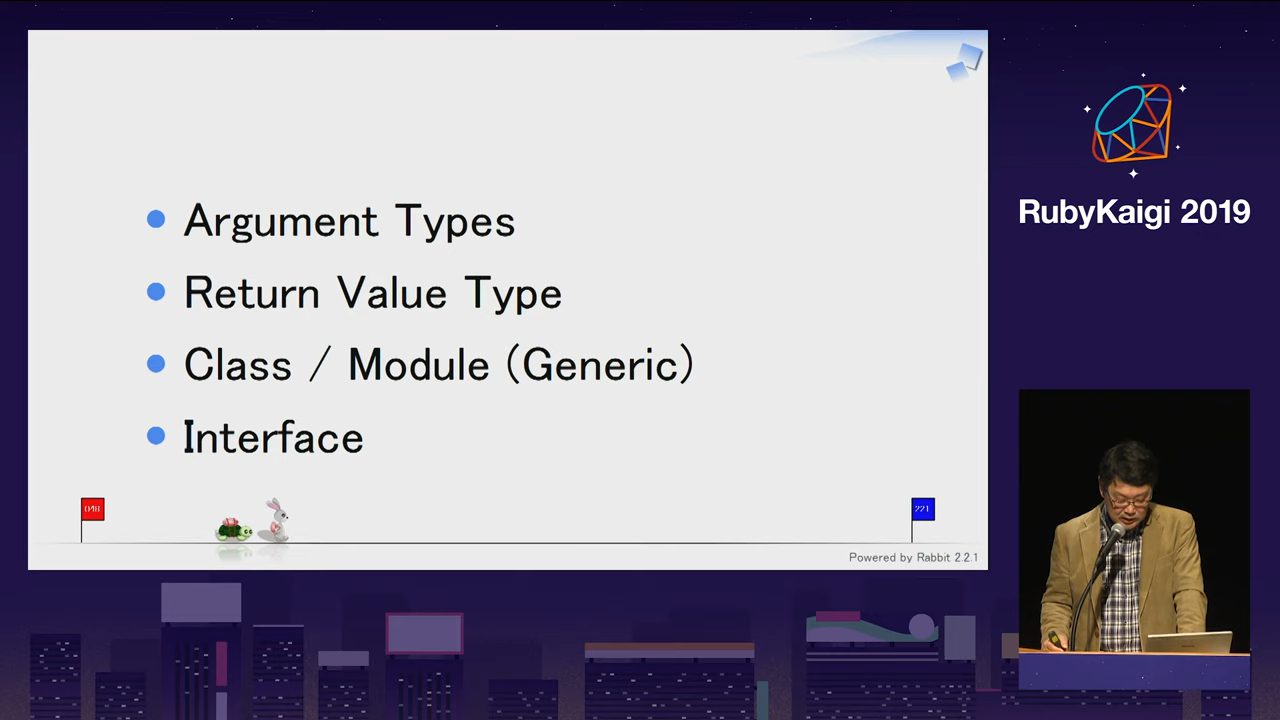 Argument Types
Return Value Type
Class / Module (Generic)
Interface
221
Powered by Rabbit 2.2.1
RubyKaigi 2019